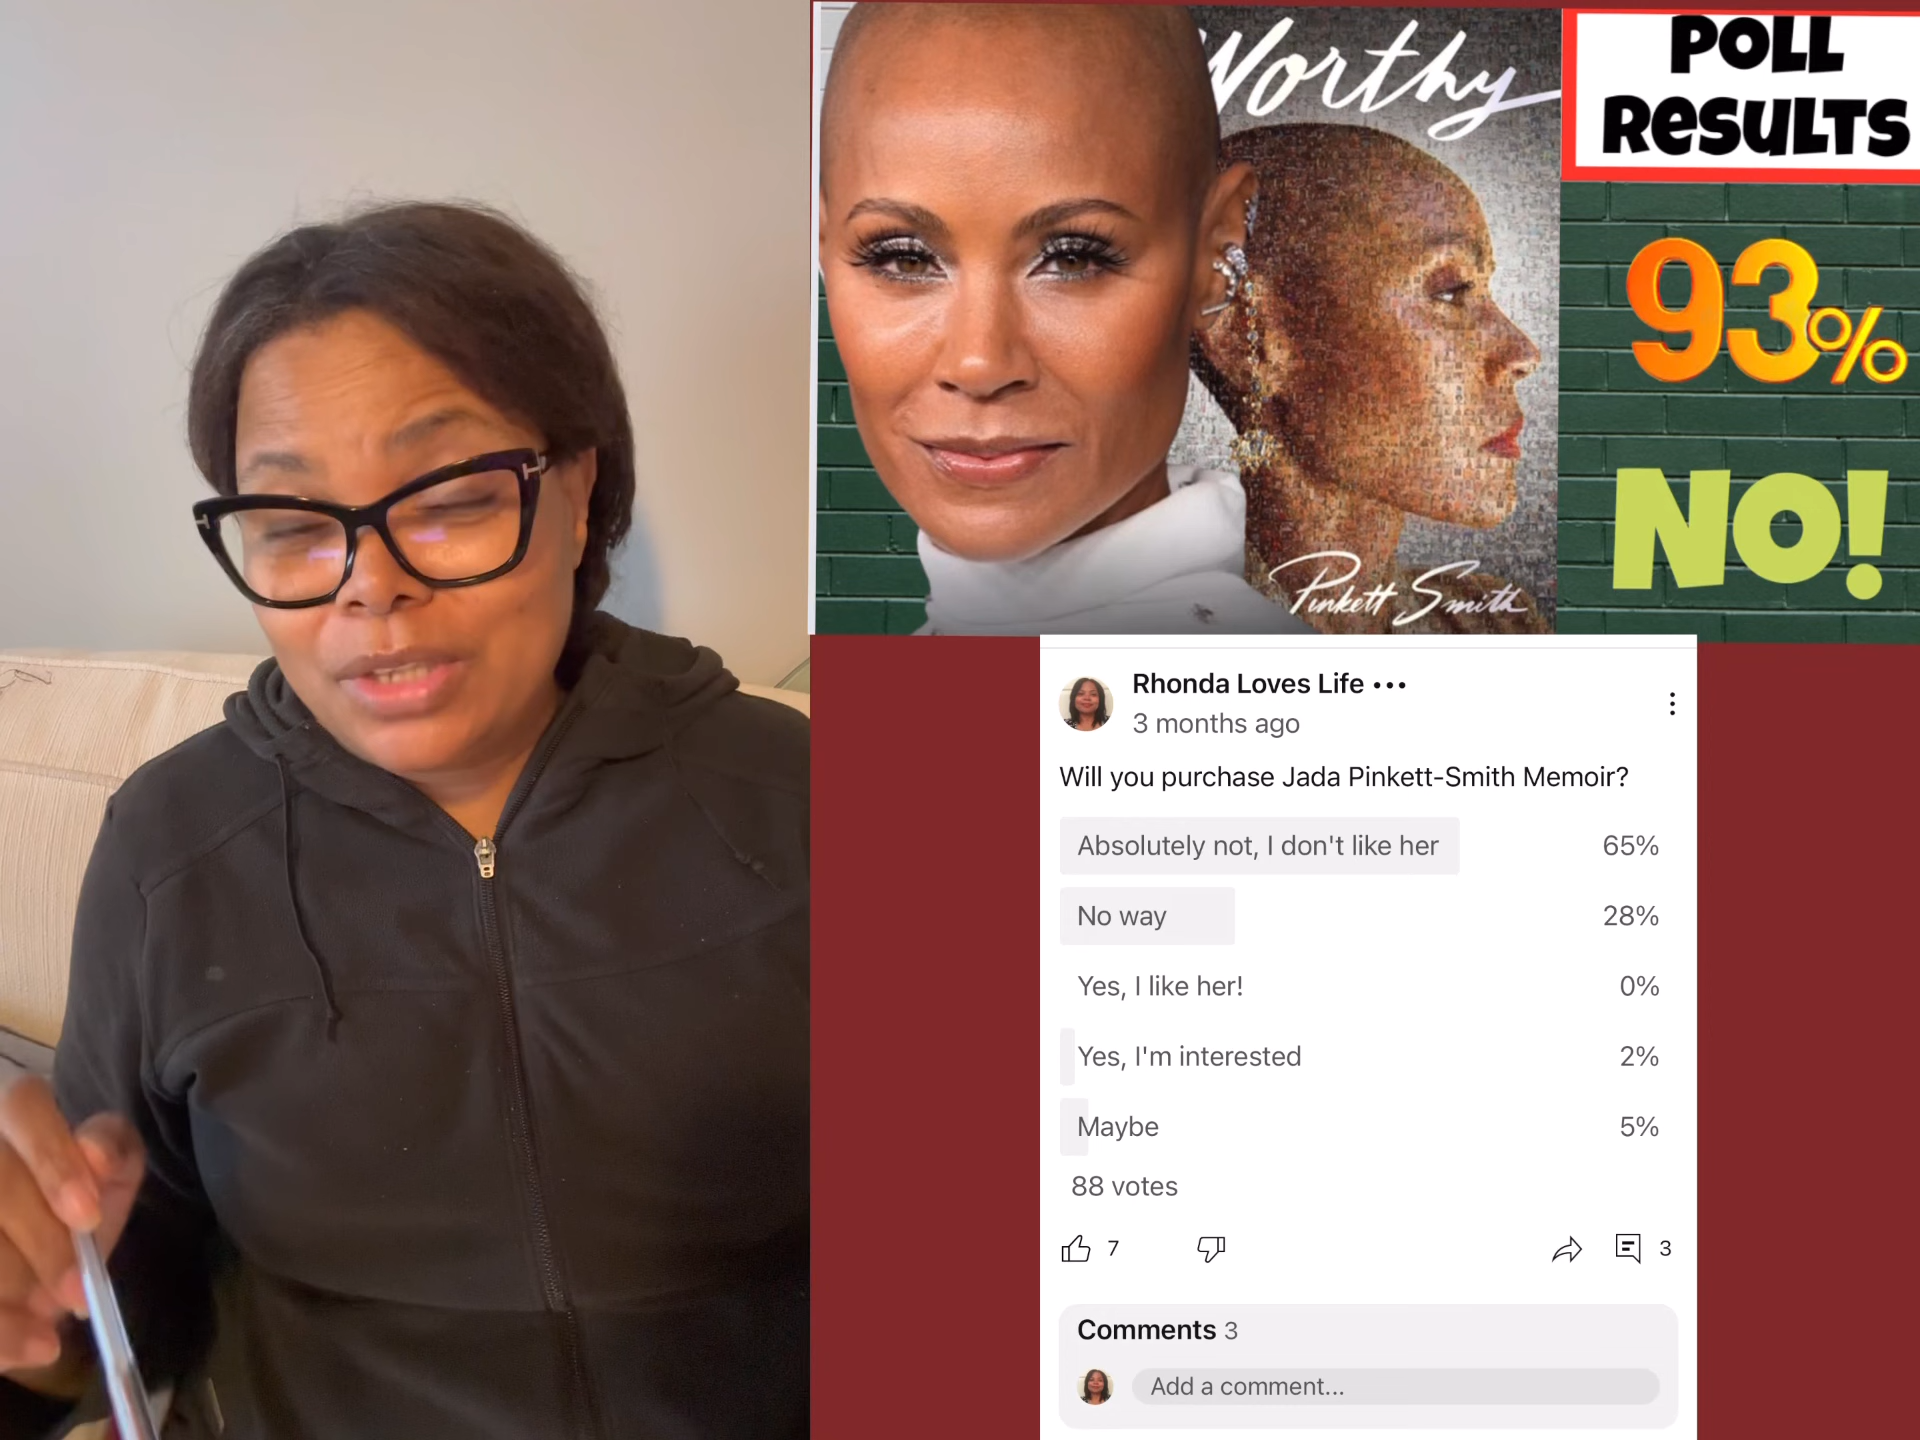 Worthy
Pinkett Smith
POLL
RESULTS
93%
NO!
Rhonda Loves Life •••
3 months ago
Will you purchase Jada Pinkett-Smith Memoir?
Absolutely not, I don't like her 65%
No way 28%
Yes, I like her! 0%
Yes, I'm interested 2%
Maybe 5%
88 votes
7 3
Comments 3
Add a comment...